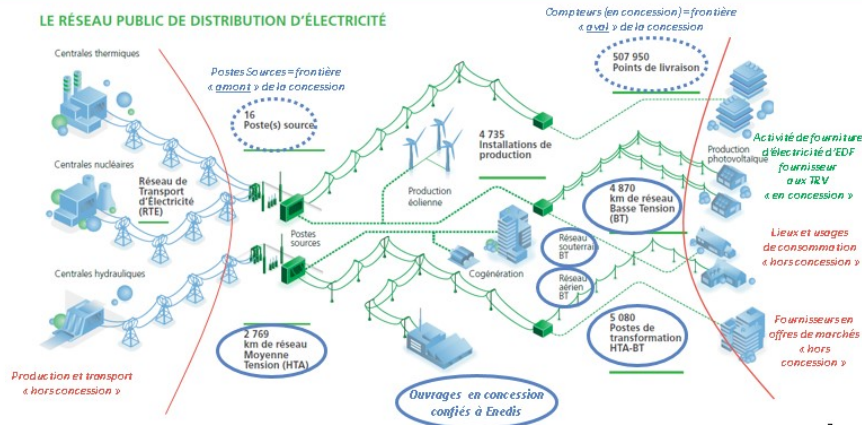 LE RÉSEAU PUBLIC DE DISTRIBUTION D'ÉLECTRICITÉ
Compteurs (en concession) = frontière
« aval » de la concession
Centrales thermiques
Postes Sources = frontière
« amont » de la concession
507 950
Points de livraison
16
Poste(s) source
4 735
Installations de
production
Activité de fourniture
d'électricité d'EDF
fournisseur
aux TRV
« en concession »
Production
photovoltaïque
Centrales nucléaires
Réseau de
Transport
d'Électricité
(RTE)
Production
éolienne
4 870
km de réseau
Basse Tension
(BT)
Postes
sources
Cogénération
Réseau
souterrain
BT
Réseau
aérien
BT
Lieux et usages
de consommation
« hors concession »
Centrales hydrauliques
2 769
km de réseau
Moyenne
Tension (HTA)
5 080
Postes de
transformation
HTA-BT
Fournisseurs en
offres de marchés
« hors
concession »
Production et transport
« hors concession »
Ouvrages en concession
confiés à Enedis